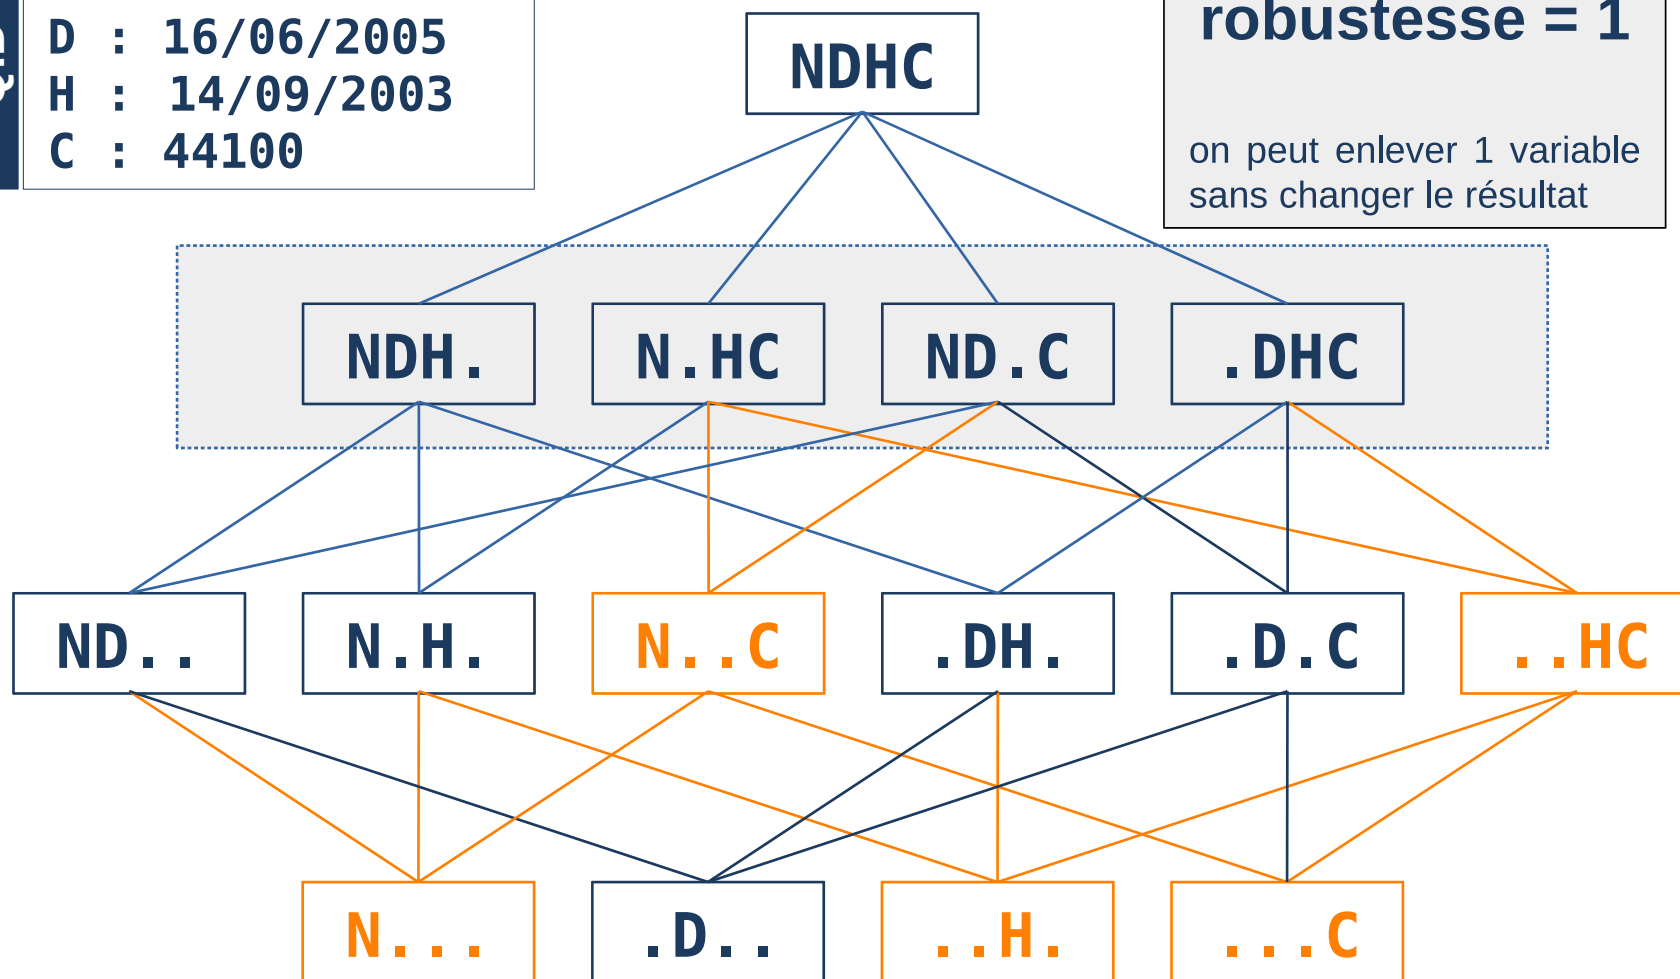 D : 16/06/2005
H : 14/09/2003
C : 44100
NDHC
robustesse = 1
on peut enlever 1 variable
sans changer le résultat
NDH. N.HC ND.C .DHC
ND.. N.H. N..C .DH. .D.C ..HC
N... .D.. ..H. ...C